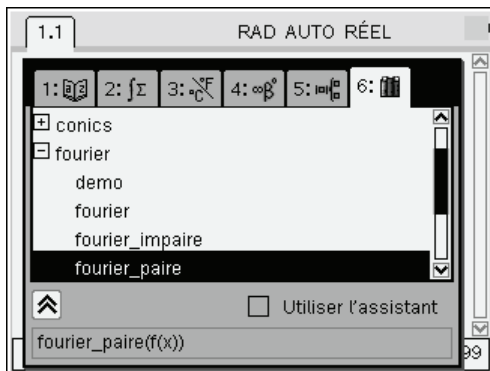 1.1 RAD AUTO RÉEL
1: 2: ∫Σ 3: °C°F 4: ∞β° 5: 6:
conics
fourier
demo
fourier
fourier_impaire
fourier_paire
Utiliser l'assistant
fourier_paire(f(x))
99